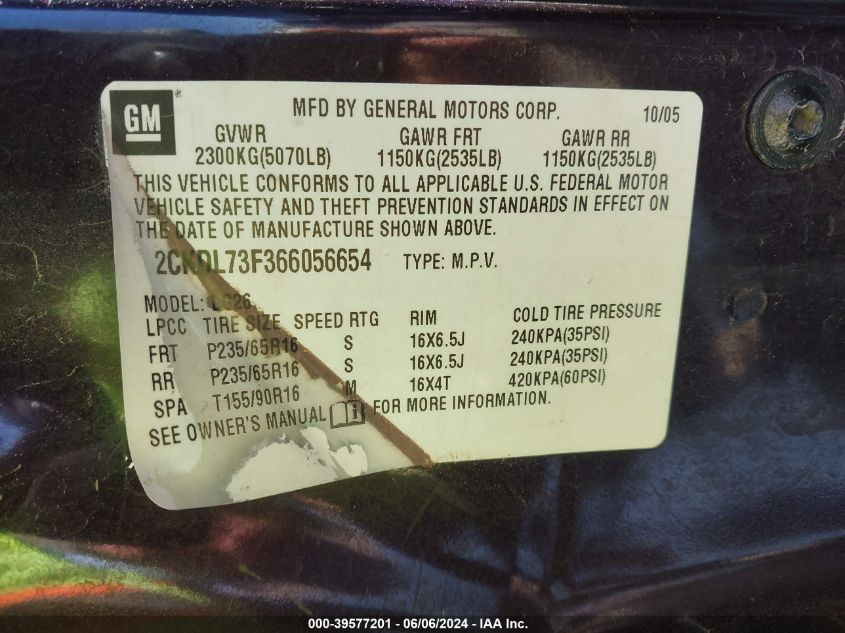 GM ®
MFD BY GENERAL MOTORS CORP. 10/05
GVWR GAWR FRT GAWR RR
2300KG(5070LB) 1150KG(2535LB) 1150KG(2535LB)
THIS VEHICLE CONFORMS TO ALL APPLICABLE U.S. FEDERAL MOTOR
VEHICLE SAFETY AND THEFT PREVENTION STANDARDS IN EFFECT ON
THE DATE OF MANUFACTURE SHOWN ABOVE.
2CKDL73F366056654 TYPE: M.P.V.
MODEL:
LPCC TIRE SIZE SPEED RTG RIM COLD TIRE PRESSURE
FRT P235/65R16 S 16X6.5J 240KPA(35PSI)
RR P235/65R16 S 16X6.5J 240KPA(35PSI)
SPA T155/90R16 M 16X4T 420KPA(60PSI)
SEE OWNER'S MANUAL FOR MORE INFORMATION.
000-39577201 - 06/06/2024 - IAA Inc.